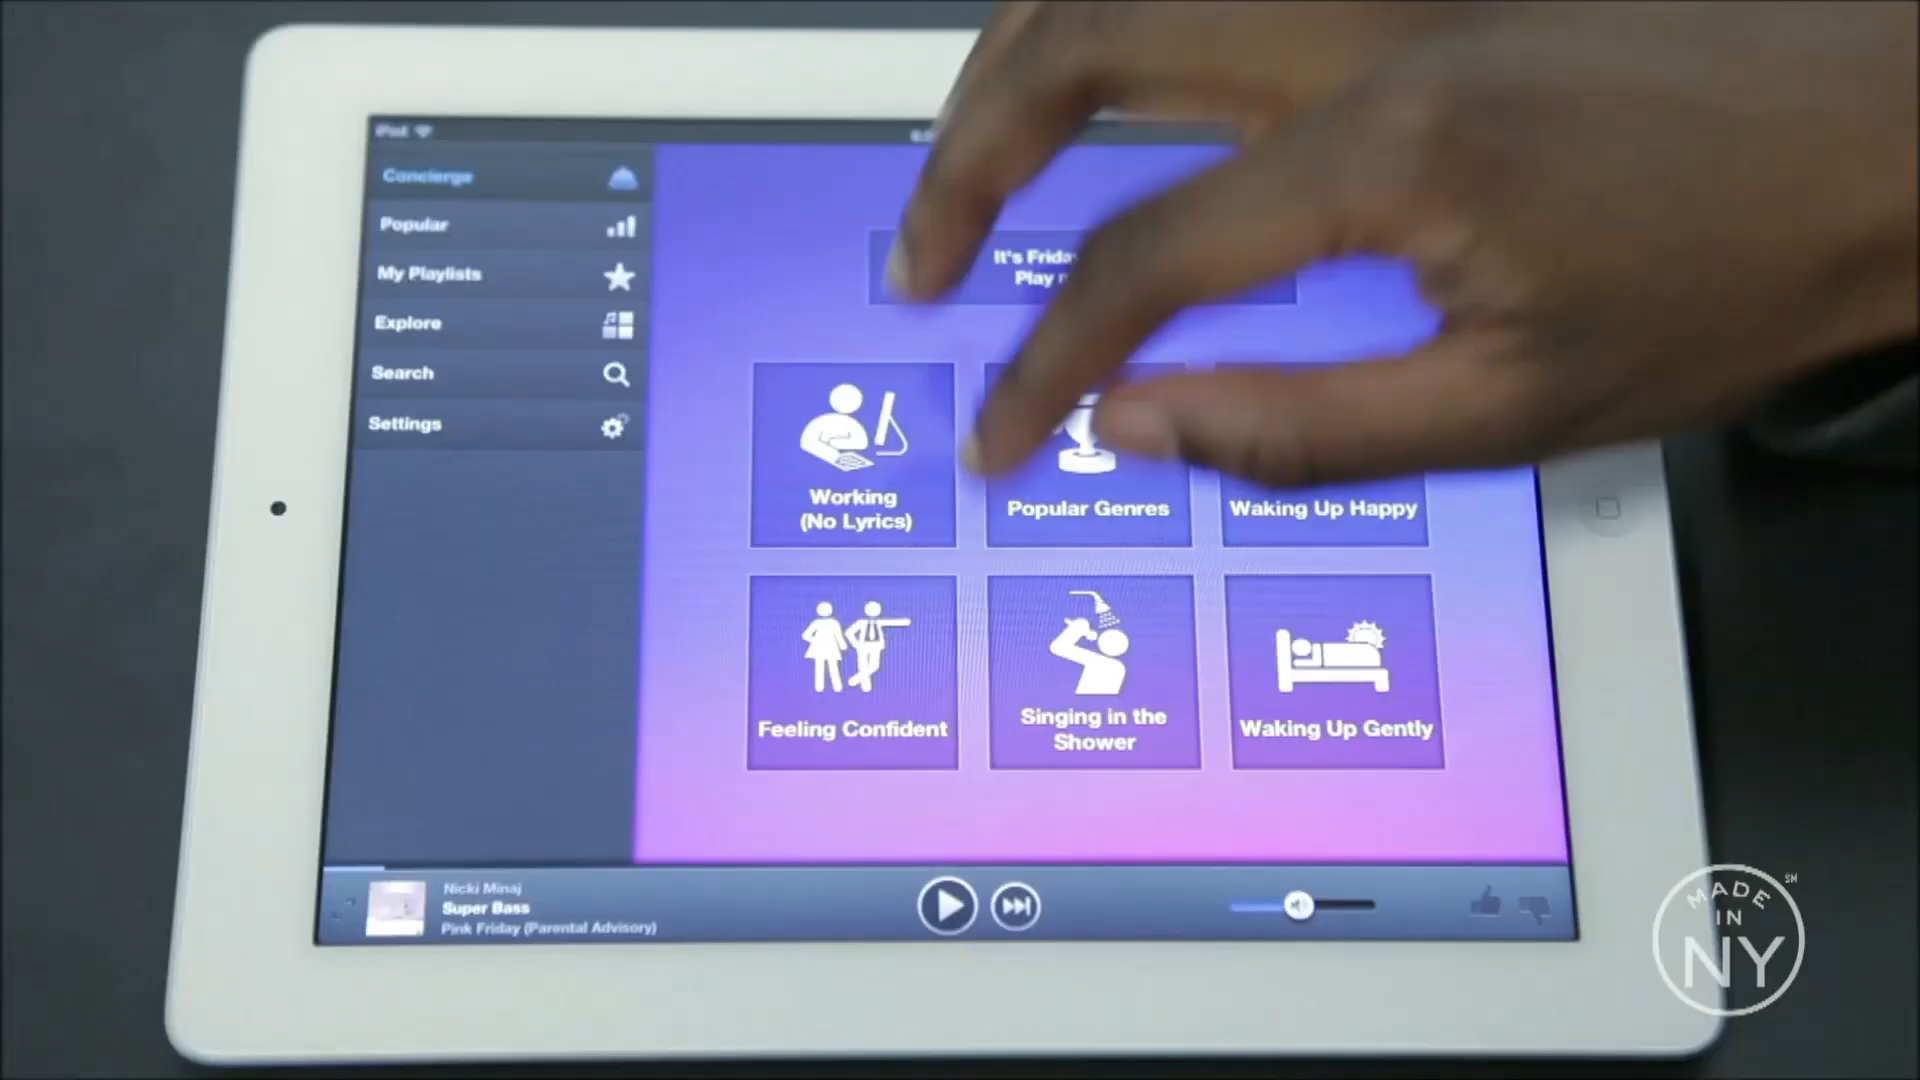 iPad
Concierge
Popular
My Playlists
Explore
Search
Settings
It's Friday
Play
Working
(No Lyrics)
Popular Genres
Waking Up Happy
Feeling Confident
Singing in the
Shower
Waking Up Gently
Nicki Minaj
Super Bass
Pink Friday (Parental Advisory)
MADE
IN
NY
SM